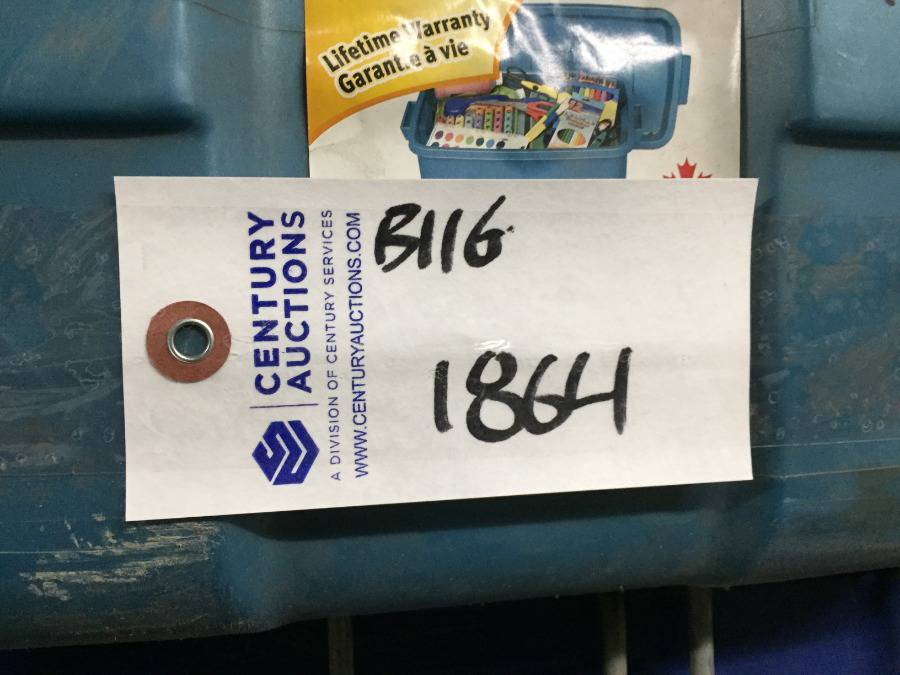 Lifetime Warranty
Garantie à vie
CENTURY
AUCTIONS
A DIVISION OF CENTURY SERVICES
WWW.CENTURYAUCTIONS.COM
B116
1864